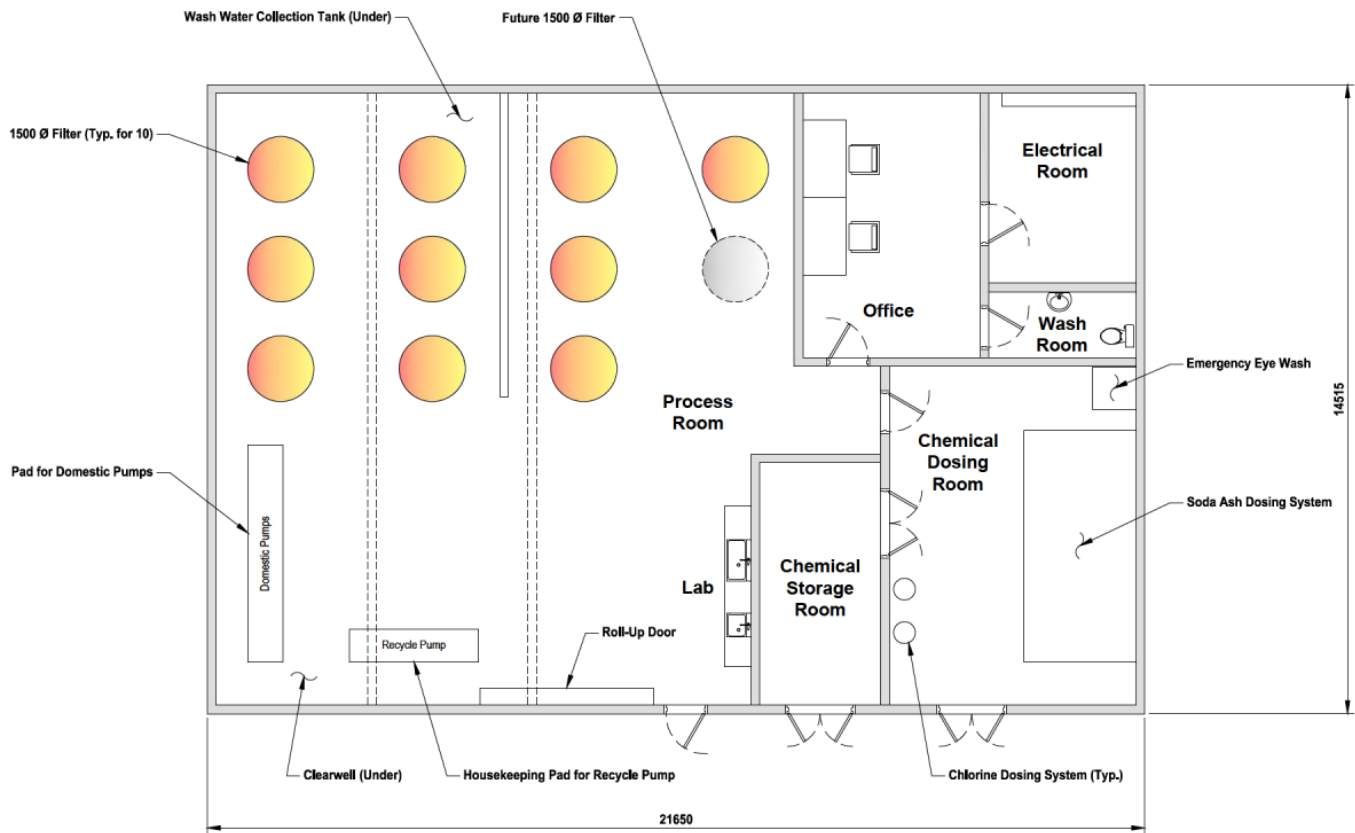 Wash Water Collection Tank (Under)
Future 1500 Ø Filter
1500 Ø Filter (Typ. for 10)
Electrical
Room
Office
Wash
Room
Emergency Eye Wash
14515
Process
Room
Chemical
Dosing
Room
Pad for Domestic Pumps
Domestic Pumps
Soda Ash Dosing System
Chemical
Storage
Room
Lab
Roll-Up Door
Recycle Pump
Clearwell (Under)
Housekeeping Pad for Recycle Pump
Chlorine Dosing System (Typ.)
21650